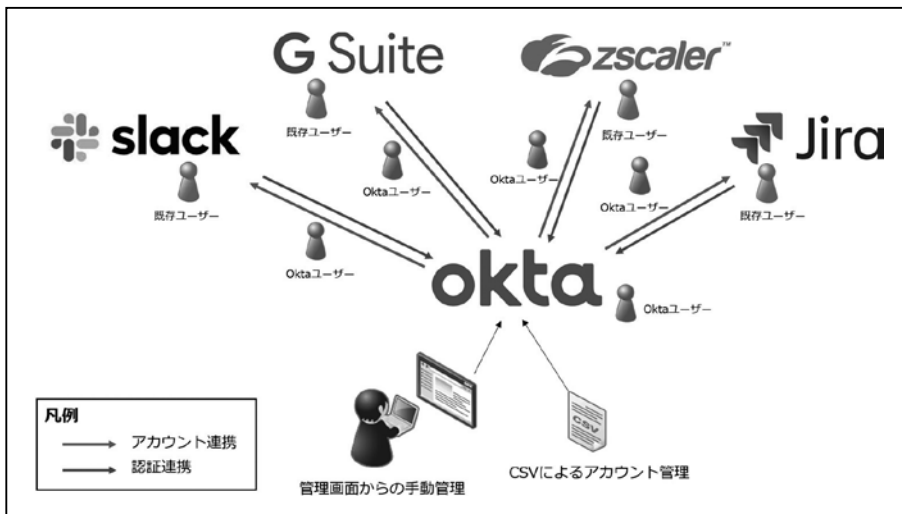 G Suite
zscaler™
既存ユーザー
既存ユーザー
slack
Jira
Oktaユーザー
Oktaユーザー
Oktaユーザー
既存ユーザー
既存ユーザー
Oktaユーザー
okta
Oktaユーザー
凡例
アカウント連携
認証連携
CSV
管理画面からの手動管理
CSVによるアカウント管理